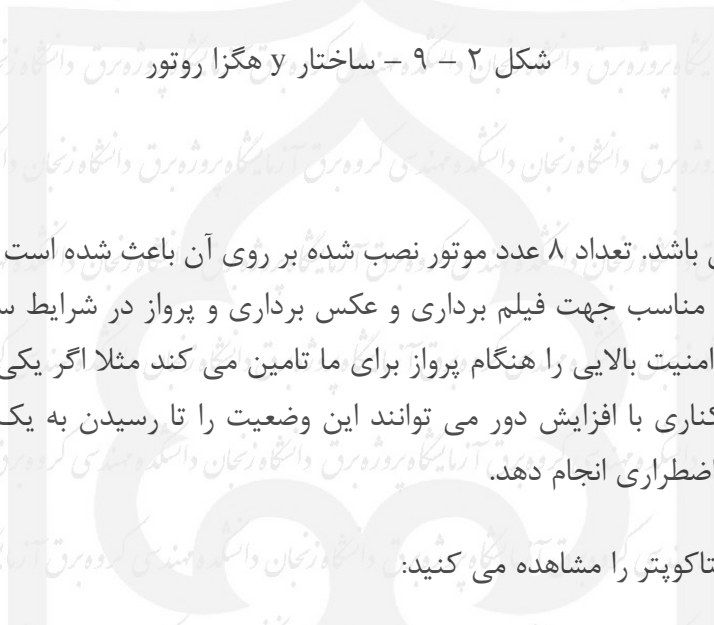 شکل ۲ – ۹ – ساختار y هگزا روتور
باشد. تعداد ۸ عدد موتور نصب شده بر روی آن باعث شده است
مناسب جهت فیلم برداری و عکس برداری و پرواز در شرایط
امنیت بالایی را هنگام پرواز برای ما تامین می کند مثلا اگر یکی
کناری با افزایش دور می توانند این وضعیت را تا رسیدن به یک
اضطراری انجام دهد.
تاکوپتر را مشاهده می کنید: